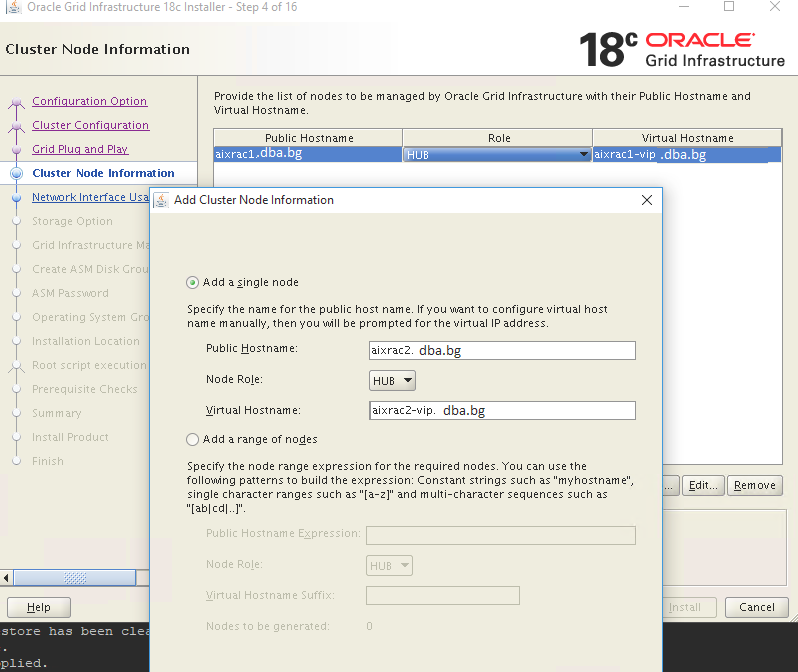 Oracle Grid Infrastructure 18c Installer - Step 4 of 16
Cluster Node Information
18c ORACLE
Grid Infrastructure
Configuration Option
Cluster Configuration
Grid Plug and Play
Cluster Node Information
Network Interface Usa
Storage Option
Grid Infrastructure Ma
Create ASM Disk Grou
ASM Password
Operating System Gro
Installation Location
Root script execution
Prerequisite Checks
Summary
Install Product
Finish
Provide the list of nodes to be managed by Oracle Grid Infrastructure with their Public Hostname and
Virtual Hostname.
Public Hostname Role Virtual Hostname
aixrac1.dba.bg HUB aixrac1-vip .dba.bg
Add Cluster Node Information
Add a single node
Specify the name for the public host name. If you want to configure virtual host
name manually, then you will be prompted for the virtual IP address.
Public Hostname: aixrac2. dba.bg
Node Role: HUB
Virtual Hostname: aixrac2-vip. dba.bg
Add a range of nodes
Specify the node range expression for the required nodes. You can use the
following patterns to build the expression: Constant strings such as "myhostname",
single character ranges such as "[a-z]" and multi-character sequences such as
"[ab|cd|..]".
Public Hostname Expression:
Node Role: HUB
Virtual Hostname Suffix:
Nodes to be generated: 0
... Edit... Remove
Help Install Cancel
store has been clea
.
pplied.